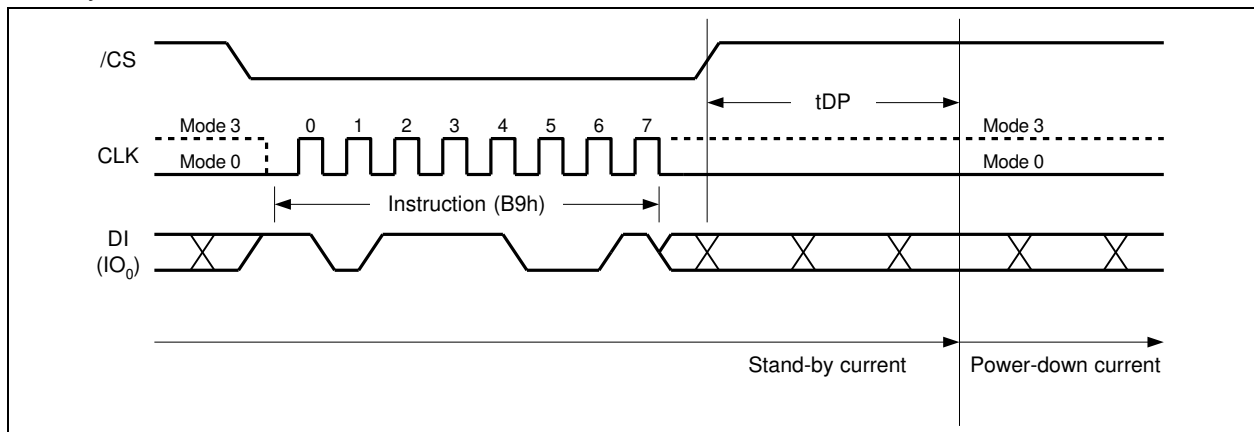 /CS
tDP
Mode 3 0 1 2 3 4 5 6 7 Mode 3
CLK
Mode 0 Mode 0
Instruction (B9h)
DI
(IO₀)
Stand-by current Power-down current